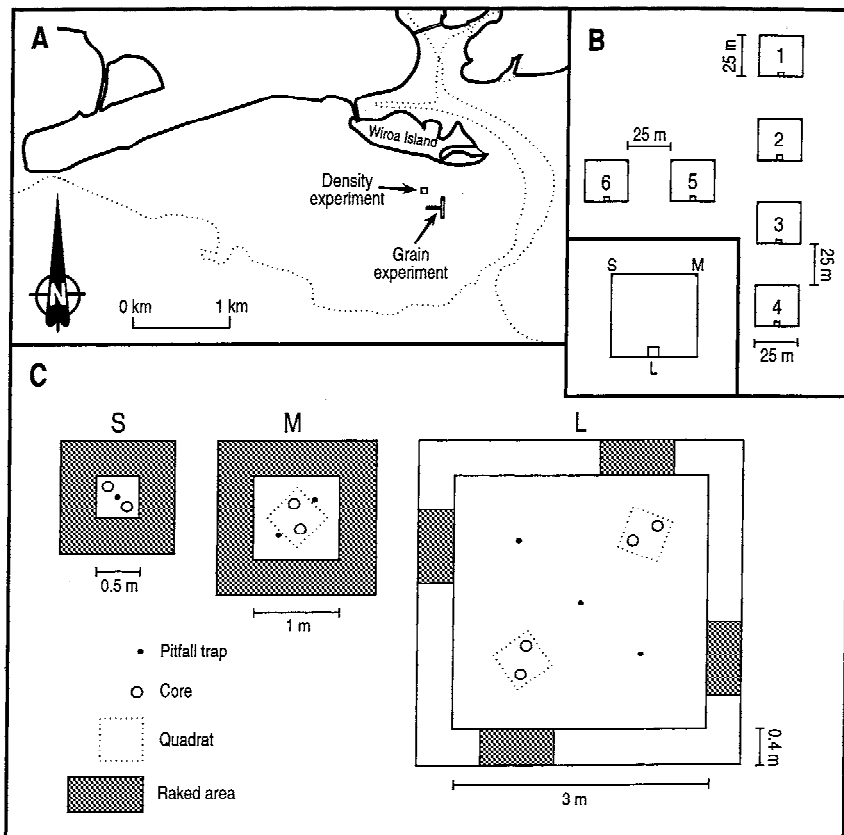 A
Wiroa Island
Density
experiment
Grain
experiment
N
0 km
1 km
B
25 m
1
2
25 m
6
5
3
25 m
4
25 m
S
M
L
C
S
M
L
0.5 m
1 m
Pitfall trap
Core
Quadrat
Raked area
0.4 m
3 m